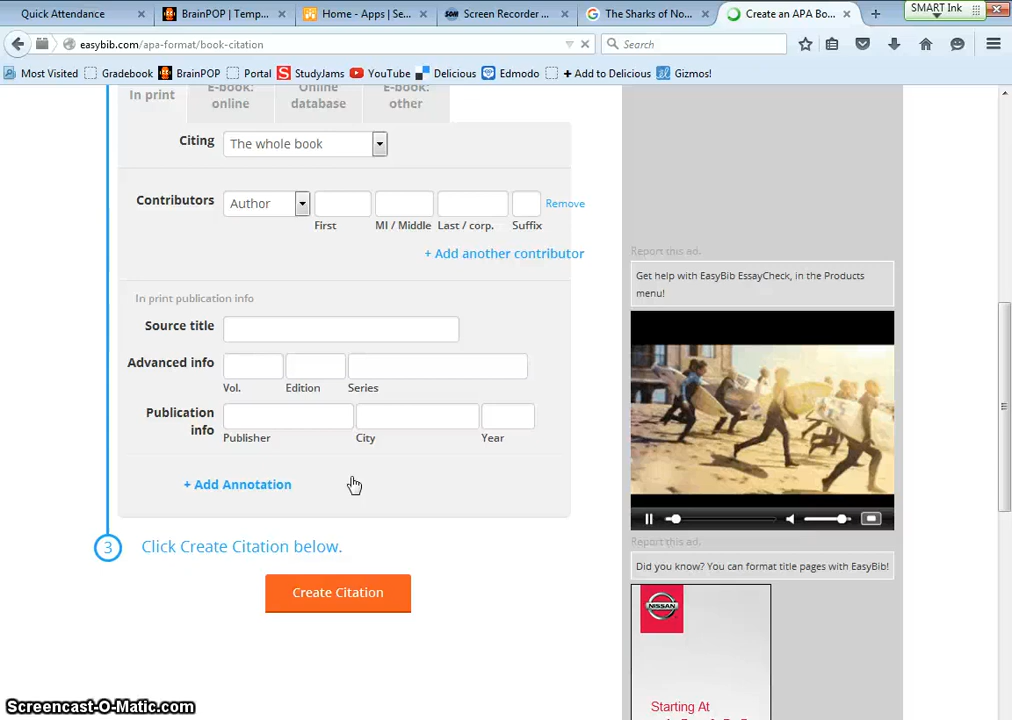 Quick Attendance
BrainPOP | Temp...
Home - Apps | Se...
Screen Recorder ...
The Sharks of No...
Create an APA Bo...
SMART Ink
easybib.com/apa-format/book-citation
Search
Most Visited
Gradebook
BrainPOP
Portal
StudyJams
YouTube
Delicious
Edmodo
+ Add to Delicious
Gizmos!
In print
E-book:
online
Online
database
E-book:
other
Citing
The whole book
Contributors
Author
Remove
First
MI / Middle
Last / corp.
Suffix
+ Add another contributor
In print publication info
Source title
Advanced info
Vol.
Edition
Series
Publication
info
Publisher
City
Year
+ Add Annotation
3
Click Create Citation below.
Create Citation
Report this ad.
Get help with EasyBib EssayCheck, in the Products
menu!
Report this ad.
Did you know? You can format title pages with EasyBib!
NISSAN
Starting At
Screencast-O-Matic.com